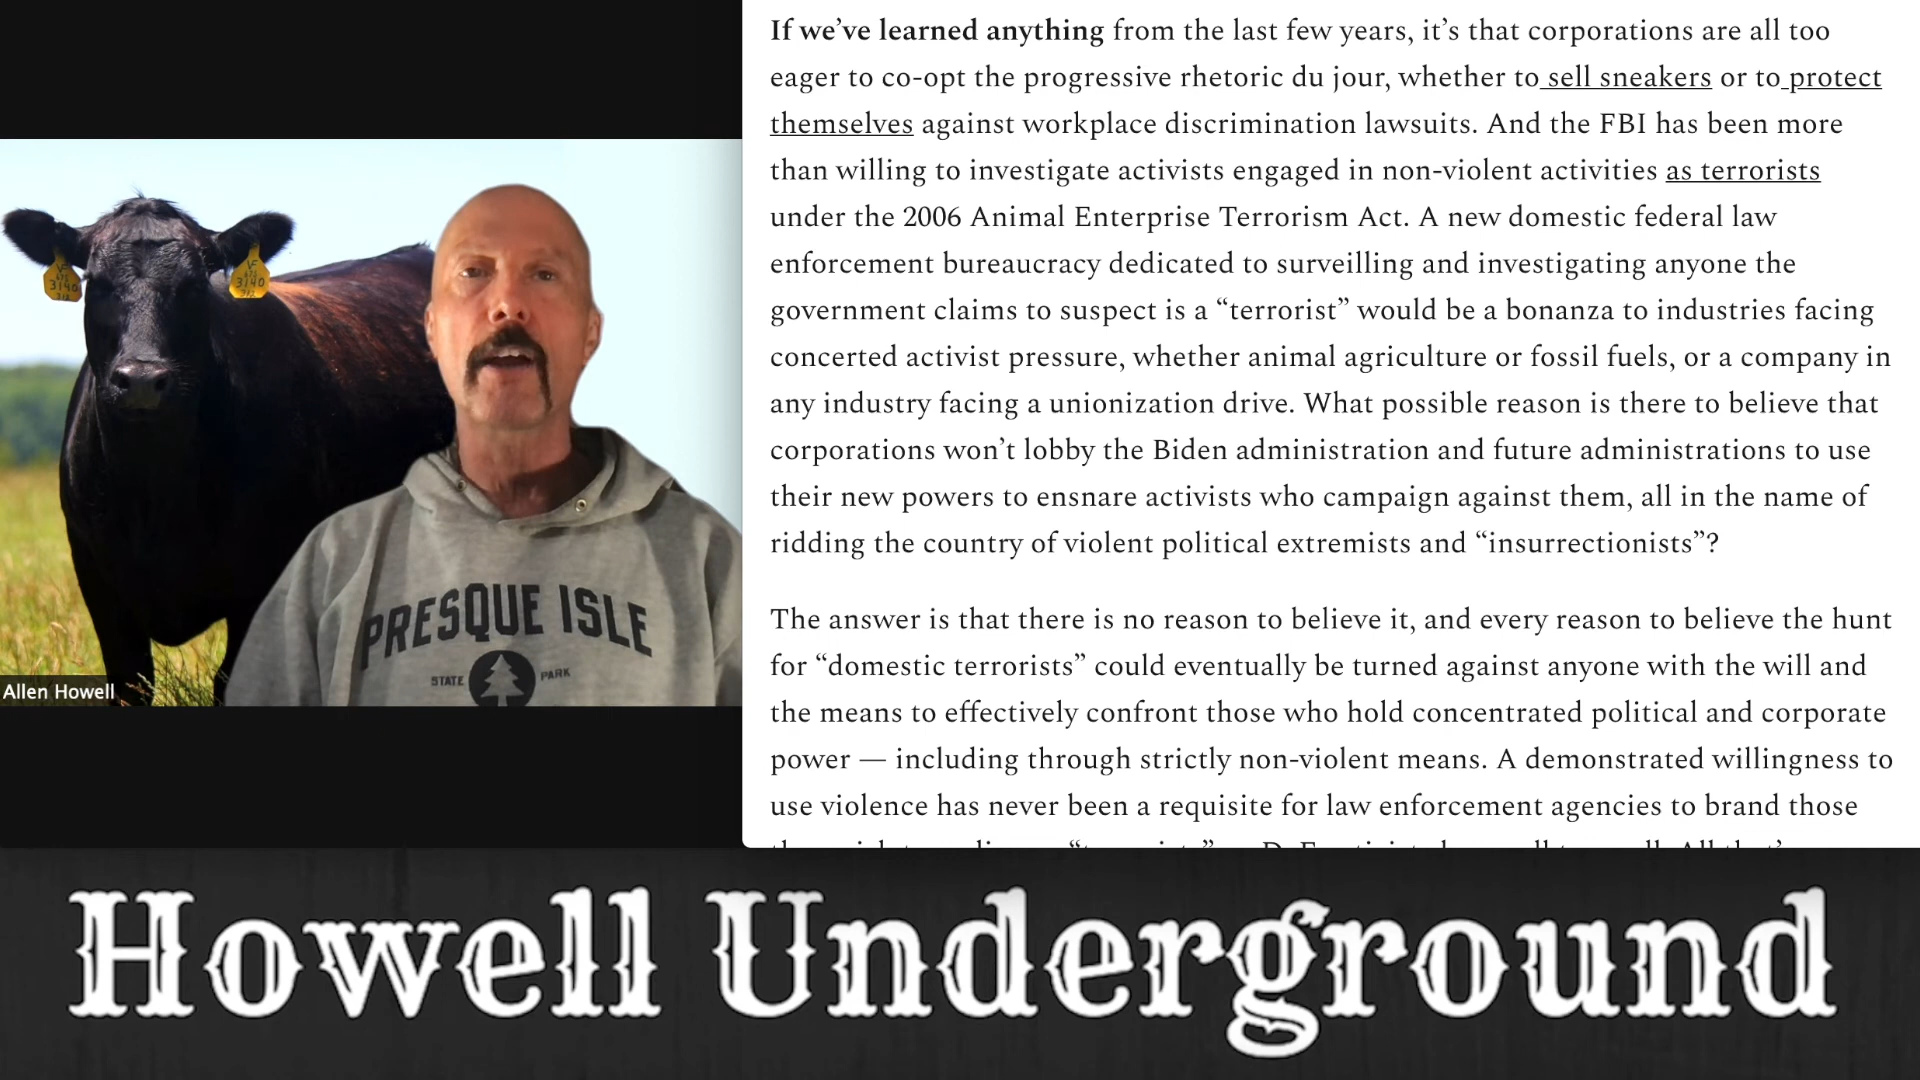 If we’ve learned anything from the last few years, it’s that corporations are all too
eager to co-opt the progressive rhetoric du jour, whether to sell sneakers or to protect
themselves against workplace discrimination lawsuits. And the FBI has been more
than willing to investigate activists engaged in non-violent activities as terrorists
under the 2006 Animal Enterprise Terrorism Act. A new domestic federal law
enforcement bureaucracy dedicated to surveilling and investigating anyone the
government claims to suspect is a “terrorist” would be a bonanza to industries facing
concerted activist pressure, whether animal agriculture or fossil fuels, or a company in
any industry facing a unionization drive. What possible reason is there to believe that
corporations won’t lobby the Biden administration and future administrations to use
their new powers to ensnare activists who campaign against them, all in the name of
ridding the country of violent political extremists and “insurrectionists”?
The answer is that there is no reason to believe it, and every reason to believe the hunt
for “domestic terrorists” could eventually be turned against anyone with the will and
the means to effectively confront those who hold concentrated political and corporate
power — including through strictly non-violent means. A demonstrated willingness to
use violence has never been a requisite for law enforcement agencies to brand those
VF
3140
VF
3140
PRESQUE ISLE
STATE PARK
Allen Howell
Howell Underground